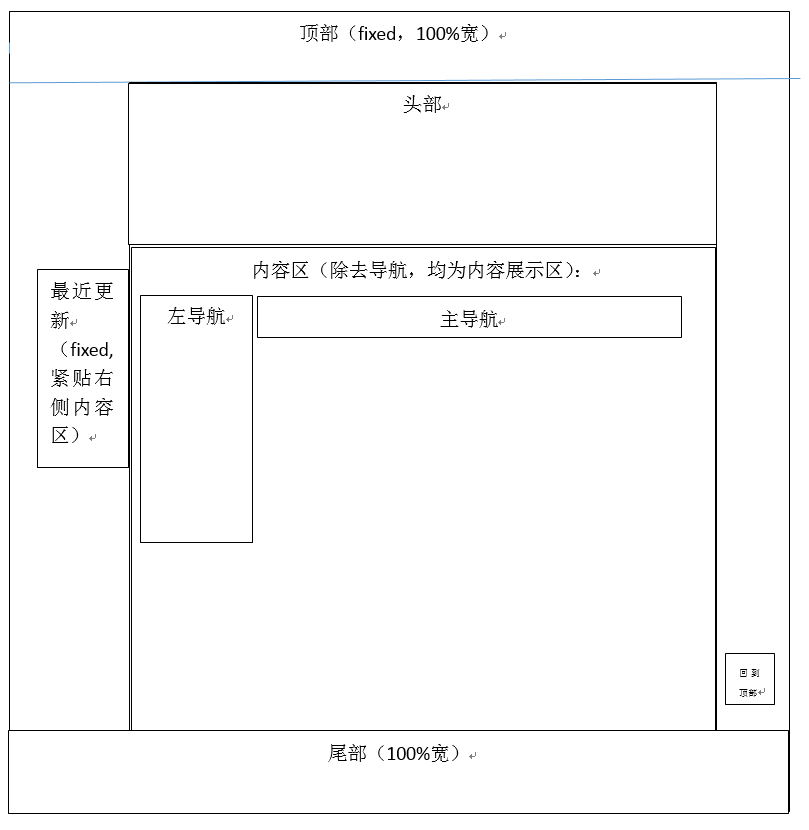 顶部（fixed，100%宽）
头部
内容区（除去导航，均为内容展示区）：
最近更
新
（fixed,
紧贴右
侧内容
区）
左导航
主导航
回到
顶部
尾部（100%宽）